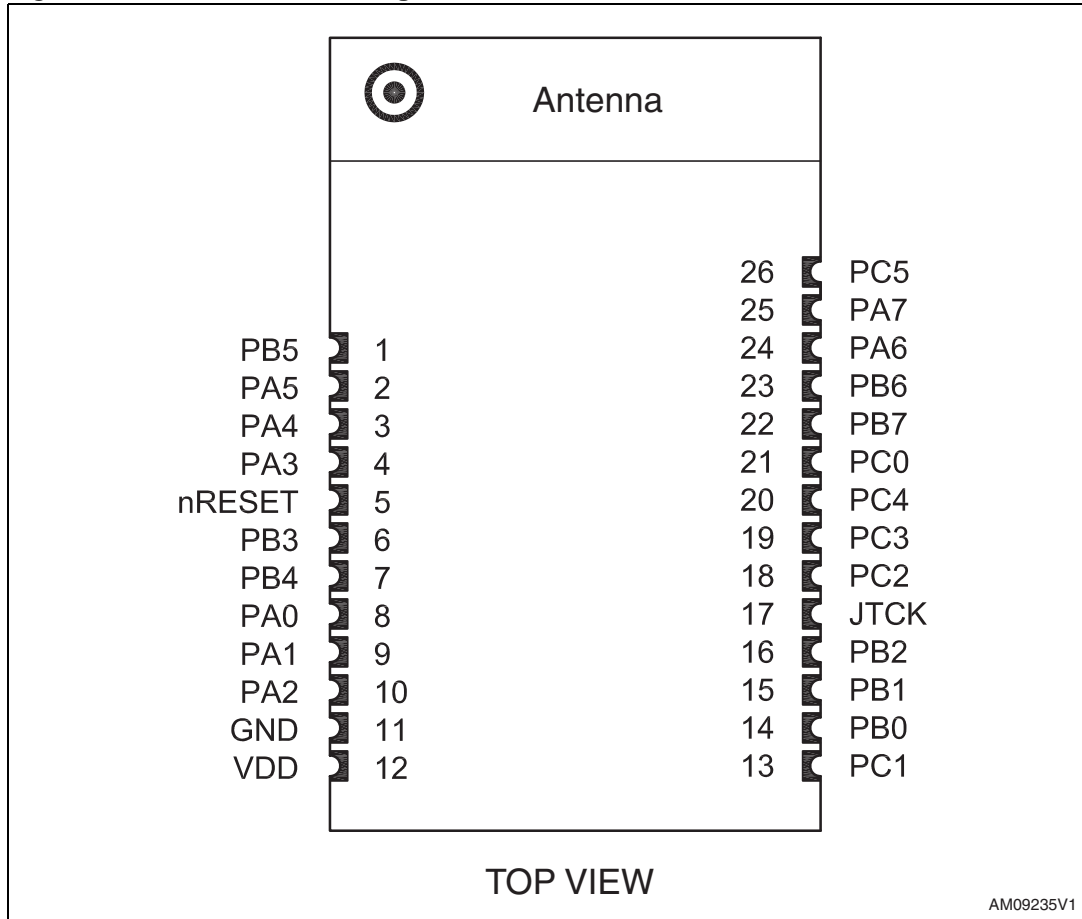 Antenna
26 PC5
25 PA7
PB5 1 24 PA6
PA5 2 23 PB6
PA4 3 22 PB7
PA3 4 21 PC0
nRESET 5 20 PC4
PB3 6 19 PC3
PB4 7 18 PC2
PA0 8 17 JTCK
PA1 9 16 PB2
PA2 10 15 PB1
GND 11 14 PB0
VDD 12 13 PC1
TOP VIEW
AM09235V1